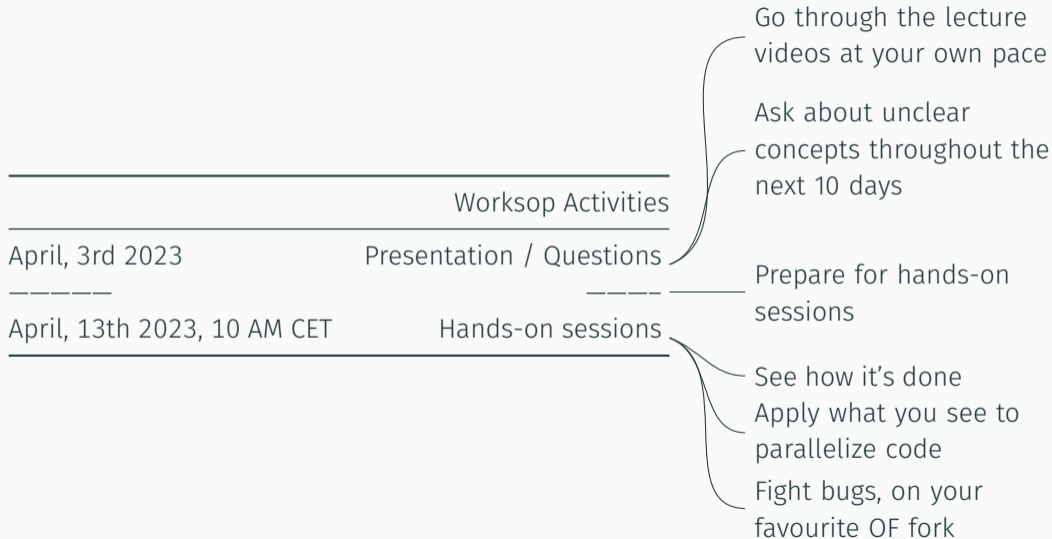 Go through the lecture
videos at your own pace
Ask about unclear
concepts throughout the
next 10 days
Worksop Activities
April, 3rd 2023 Presentation / Questions
————— ————
Prepare for hands-on
sessions
April, 13th 2023, 10 AM CET Hands-on sessions
See how it's done
Apply what you see to
parallelize code
Fight bugs, on your
favourite OF fork